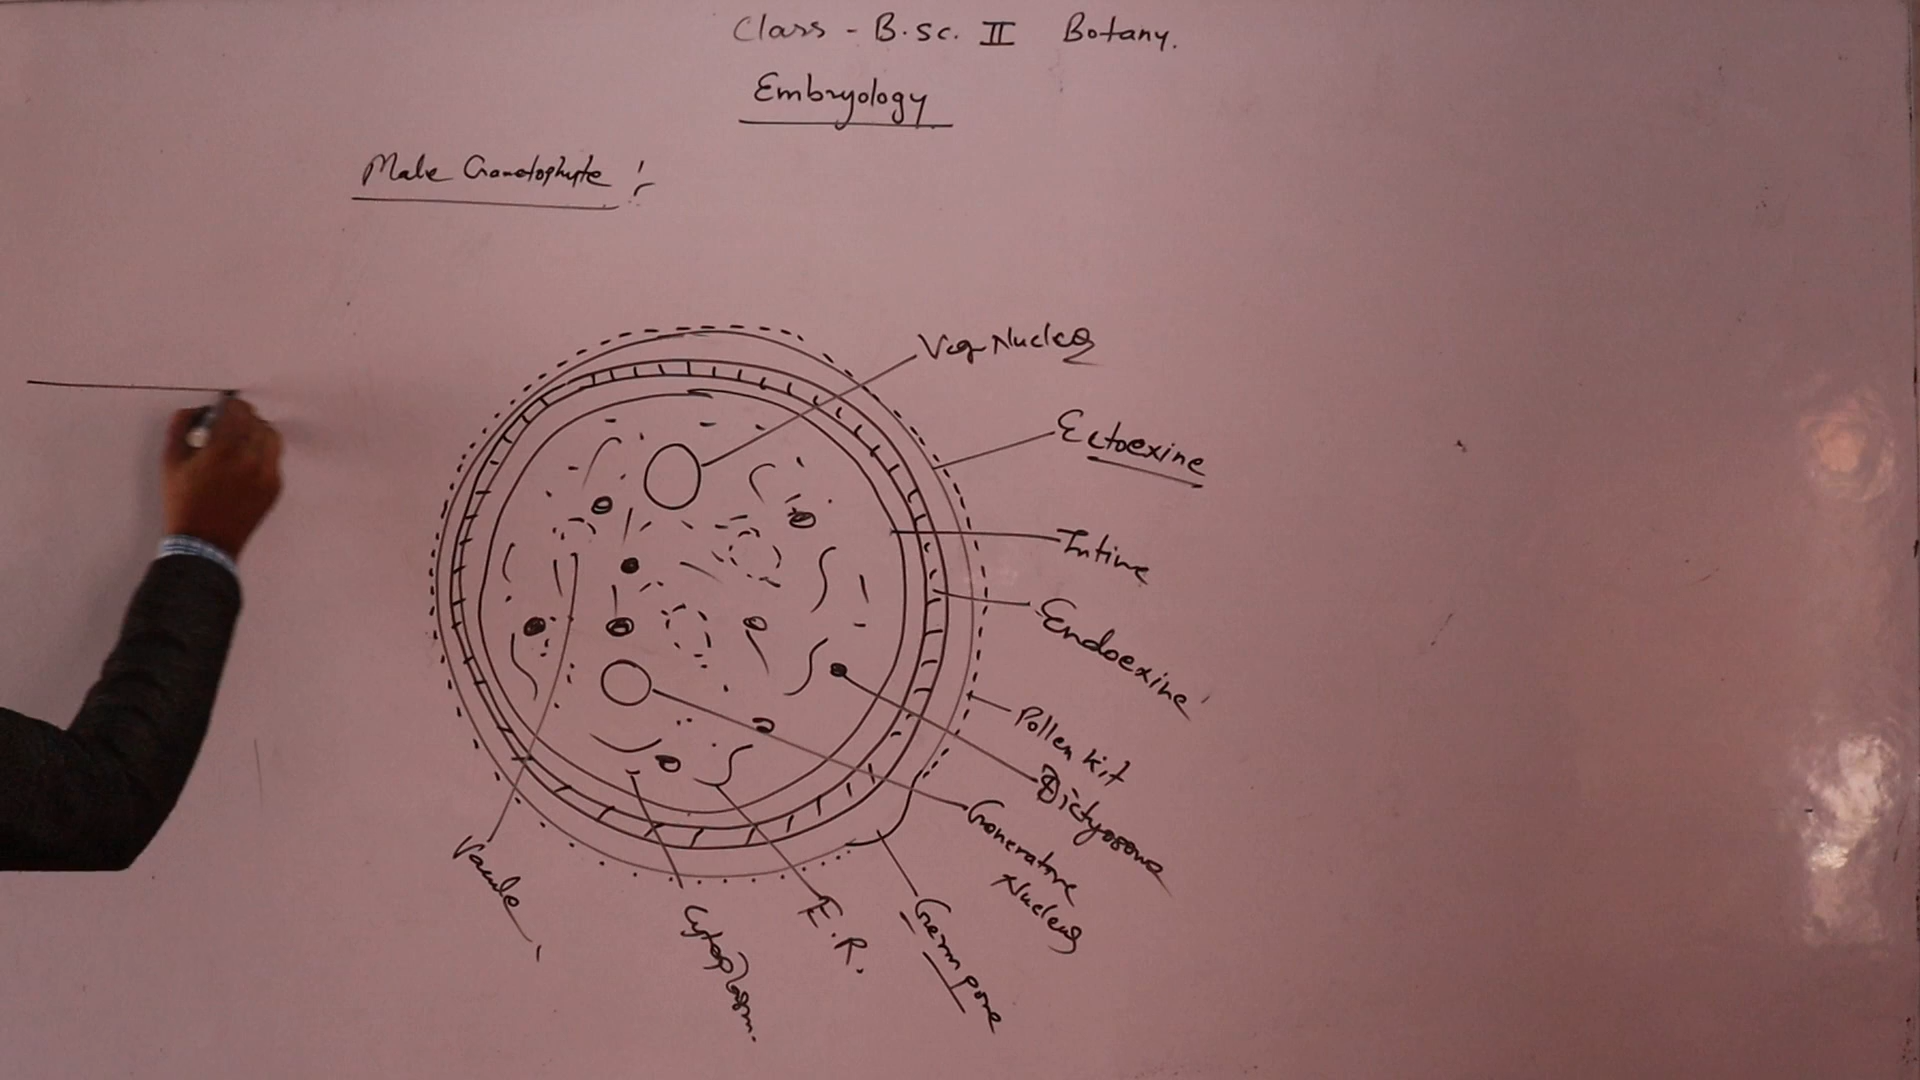 Class - B.Sc. II Botany.
Embryology
Male Gametophyte :-
Veg Nucleus
Ectoexine
Intine
Endoexine
Pollen kit
Dictyosome
Generative
Nucleus
Germ pore
E.R.
Cytoplasm.
Vacuole